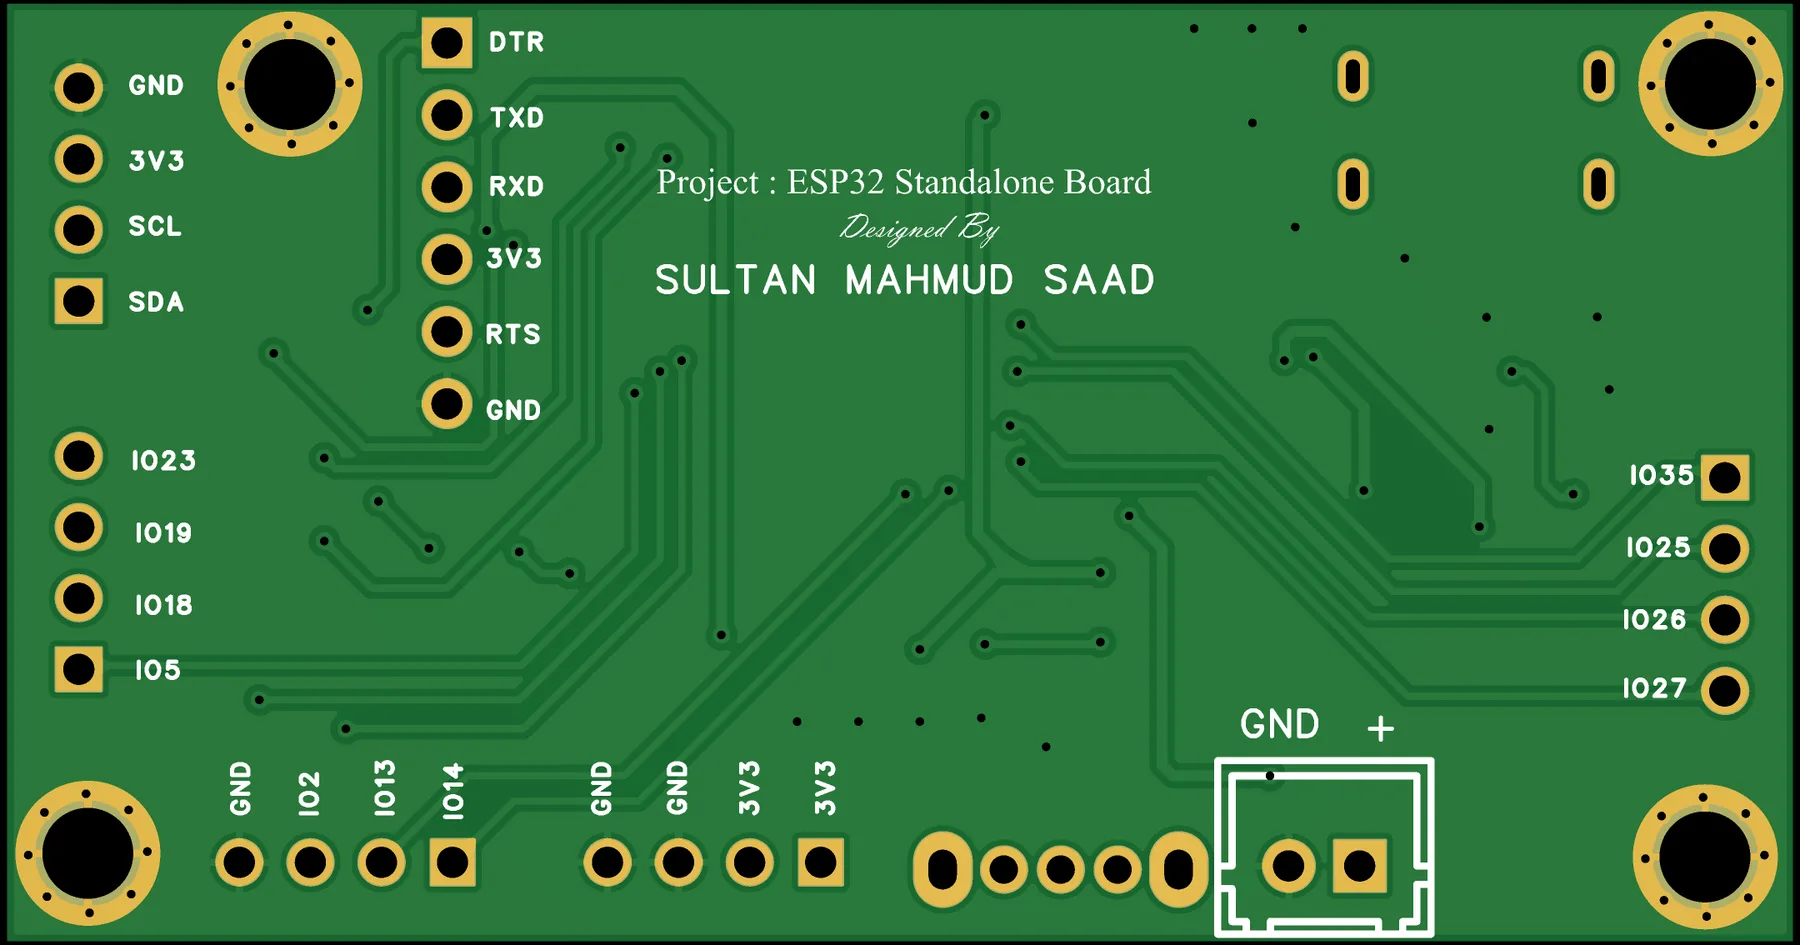 DTR
TXD
RXD
3V3
RTS
GND
GND
3V3
SCL
SDA
Project : ESP32 Standalone Board
Designed By
SULTAN MAHMUD SAAD
IO23
IO19
IO18
IO5
IO35
IO25
IO26
IO27
GND
IO2
IO13
IO14
GND
GND
3V3
3V3
GND +